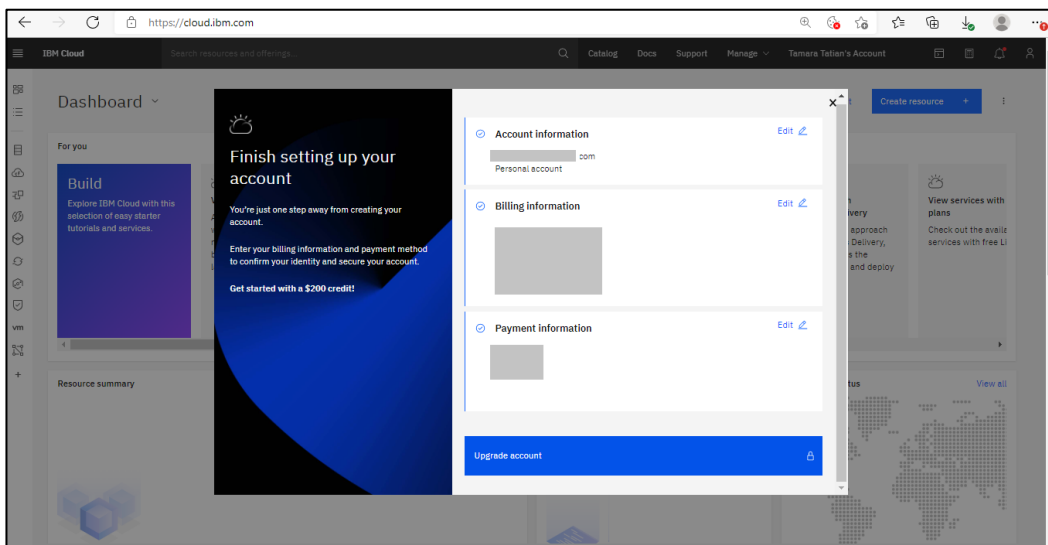 https://cloud.ibm.com
IBM Cloud
Search resources and offerings...
Catalog
Docs
Support
Manage
Tamara Tatian's Account
Dashboard
Create resource +
For you
Build
Explore IBM Cloud with this
selection of easy starter
tutorials and services.
Finish setting up your
account
You're just one step away from creating your
account.
Enter your billing information and payment method
to confirm your identity and secure your account.
Get started with a $200 credit!
Account information
Edit
com
Personal account
Billing information
Edit
Payment information
Edit
Upgrade account
approach
Delivery,
s the
and deploy
View services with
plans
Check out the availa
services with free Li
vm
Resource summary
View all